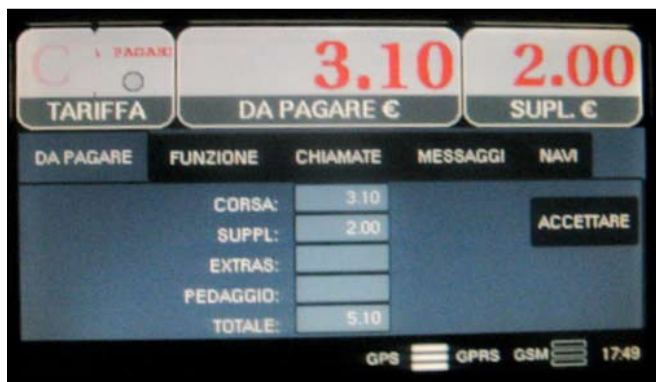 C PAGARE 3.10 2.00
TARIFFA DA PAGARE € SUPL. €
DA PAGARE FUNZIONE CHIAMATE MESSAGGI NAVI
CORSA: 3.10
SUPPL: 2.00 ACCETTARE
EXTRAS:
PEDAGGIO:
TOTALE: 5.10
GPS GPRS GSM 17:49